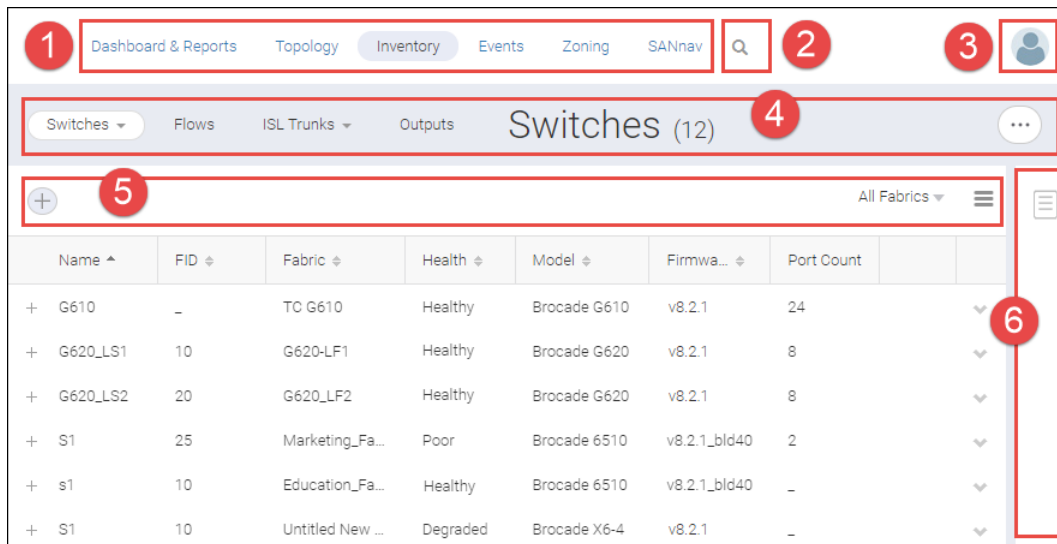 1 Dashboard & Reports Topology Inventory Events Zoning SANnav 2 3
Switches Flows ISL Trunks Outputs Switches (12) 4 ...
+ 5 All Fabrics
Name FID Fabric Health Model Firmwa... Port Count
+ G610 _ TC G610 Healthy Brocade G610 v8.2.1 24
6
+ G620_LS1 10 G620-LF1 Healthy Brocade G620 v8.2.1 8
+ G620_LS2 20 G620_LF2 Healthy Brocade G620 v8.2.1 8
+ S1 25 Marketing_Fa... Poor Brocade 6510 v8.2.1_bld40 2
+ s1 10 Education_Fa... Healthy Brocade 6510 v8.2.1_bld40 _
+ S1 10 Untitled New ... Degraded Brocade X6-4 v8.2.1 _